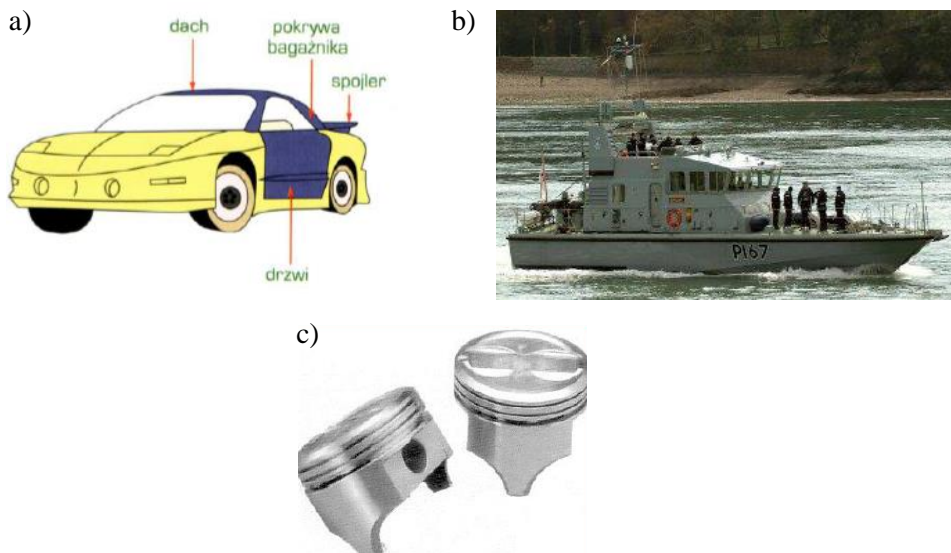 a)
dach
pokrywa
bagażnika
spojler
drzwi
b)
P167
c)